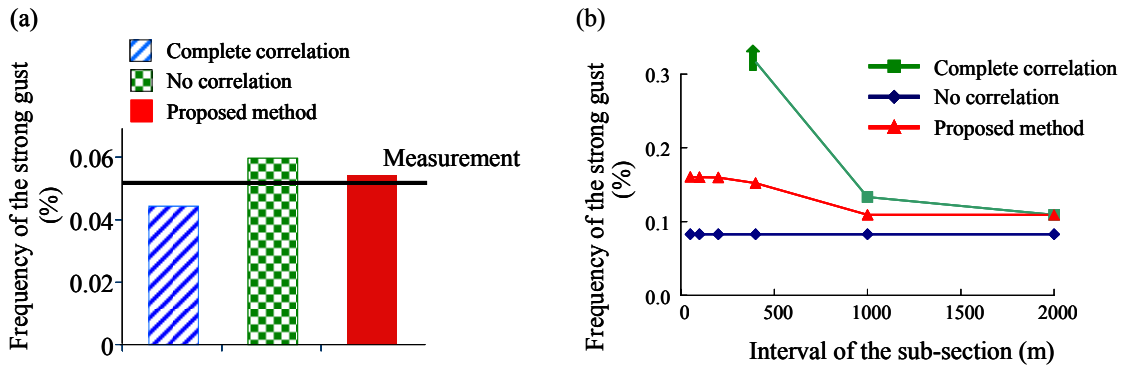 (a)
Complete correlation
No correlation
Proposed method
Frequency of the strong gust
(%)
0.06
0.04
0.02
0
Measurement
(b)
Complete correlation
No correlation
Proposed method
Frequency of the strong gust
(%)
0.3
0.2
0.1
0.0
0
500
1000
1500
2000
Interval of the sub-section (m)